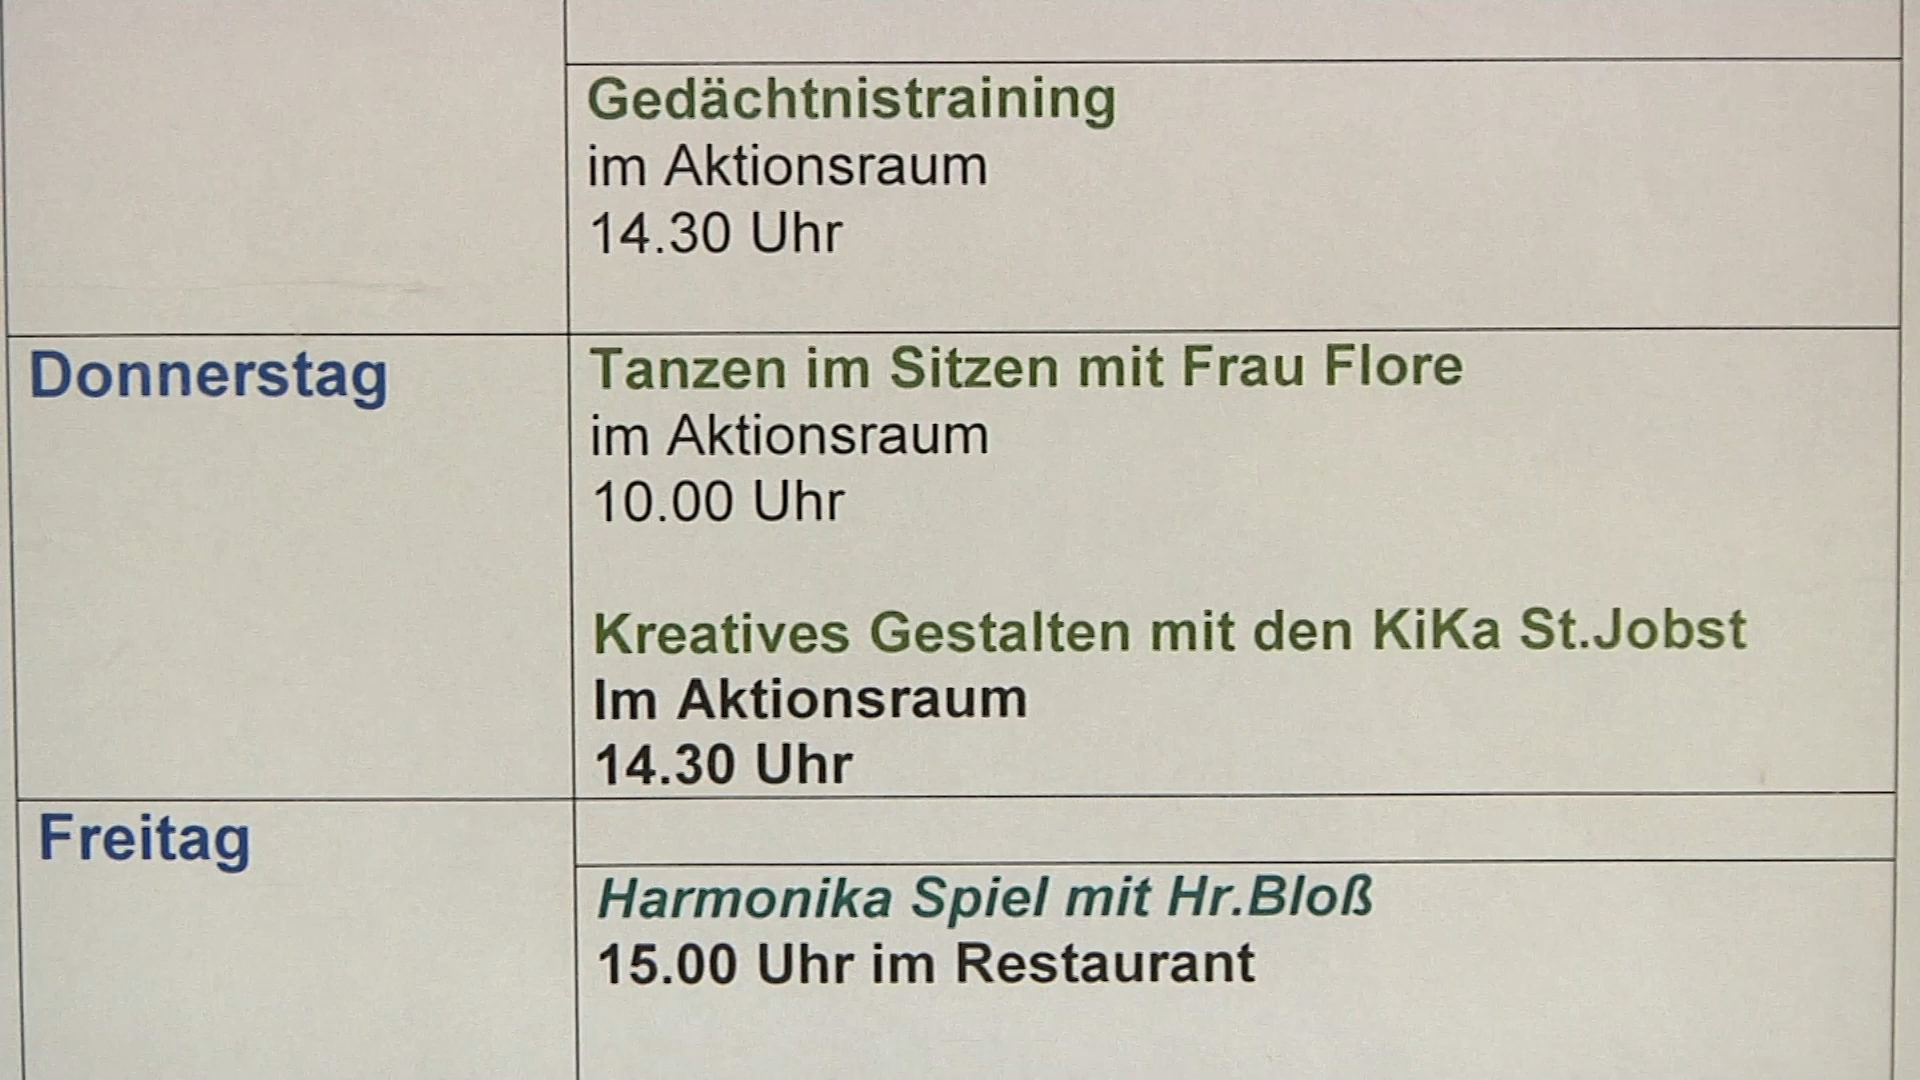 Gedächtnistraining
im Aktionsraum
14.30 Uhr
Donnerstag
Tanzen im Sitzen mit Frau Flore
im Aktionsraum
10.00 Uhr
Kreatives Gestalten mit den KiKa St.Jobst
Im Aktionsraum
14.30 Uhr
Freitag
Harmonika Spiel mit Hr.Bloß
15.00 Uhr im Restaurant